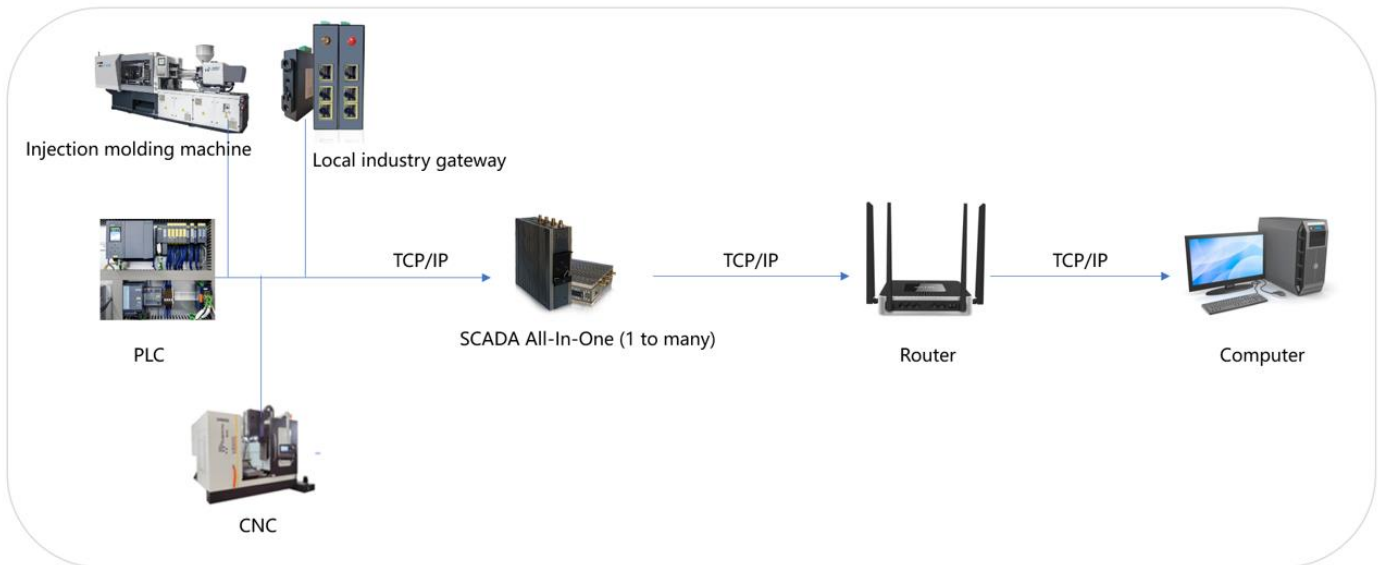 Injection molding machine
Local industry gateway
TCP/IP
TCP/IP
TCP/IP
SCADA All-In-One (1 to many)
PLC
Router
Computer
CNC